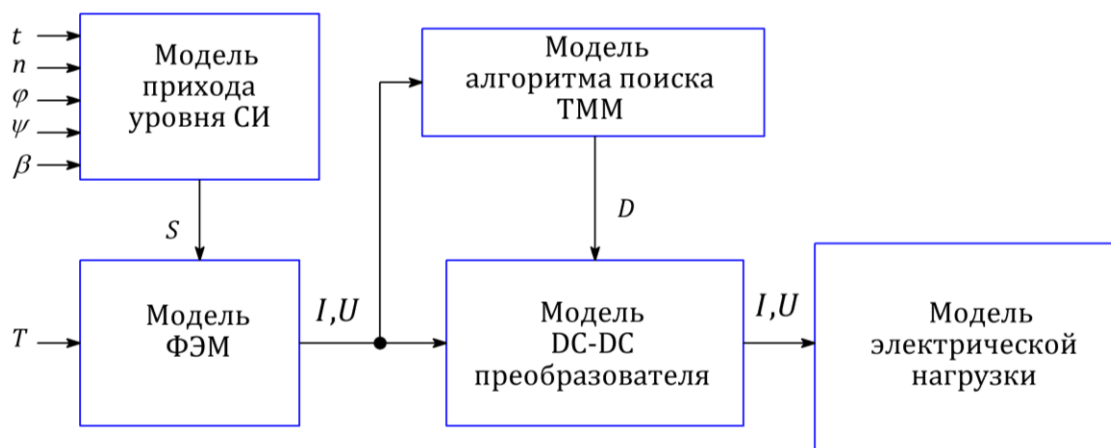 t
n
φ
ψ
β
Модель
прихода
уровня СИ
Модель
алгоритма поиска
ТММ
S
D
T
Модель
ФЭМ
I,U
Модель
DC-DC
преобразователя
I,U
Модель
электрической
нагрузки